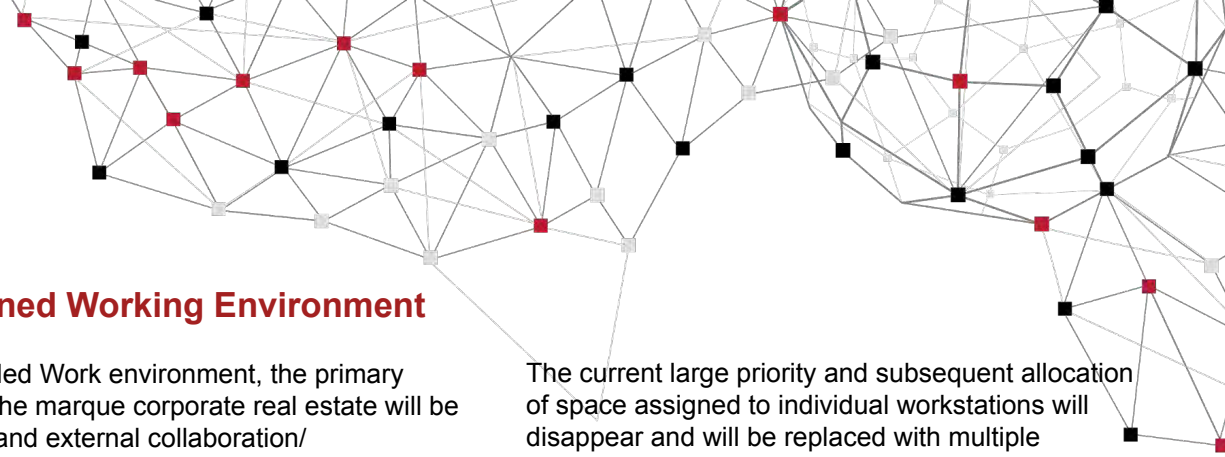 ned Working Environment
led Work environment, the primary
he marque corporate real estate will be
and external collaboration/
The current large priority and subsequent allocation
of space assigned to individual workstations will
disappear and will be replaced with multiple